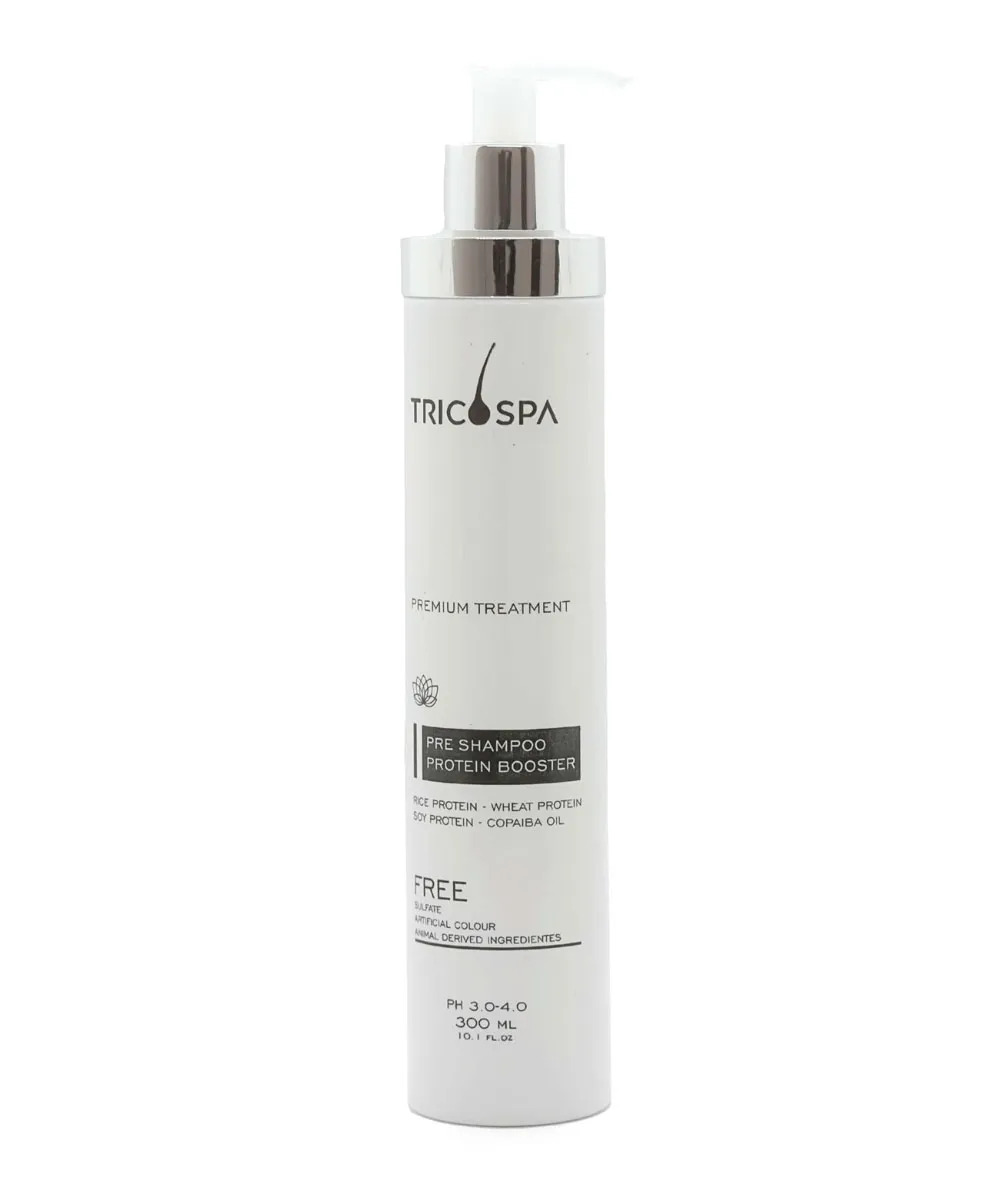 TRICOSPA
PREMIUM TREATMENT
PRE SHAMPOO
PROTEIN BOOSTER
RICE PROTEIN - WHEAT PROTEIN
SOY PROTEIN - COPAIBA OIL
FREE
SULFATE
ARTIFICIAL COLOUR
ANIMAL DERIVED INGREDIENTES
PH 3.0-4.0
300 ML
10.1 FL.OZ